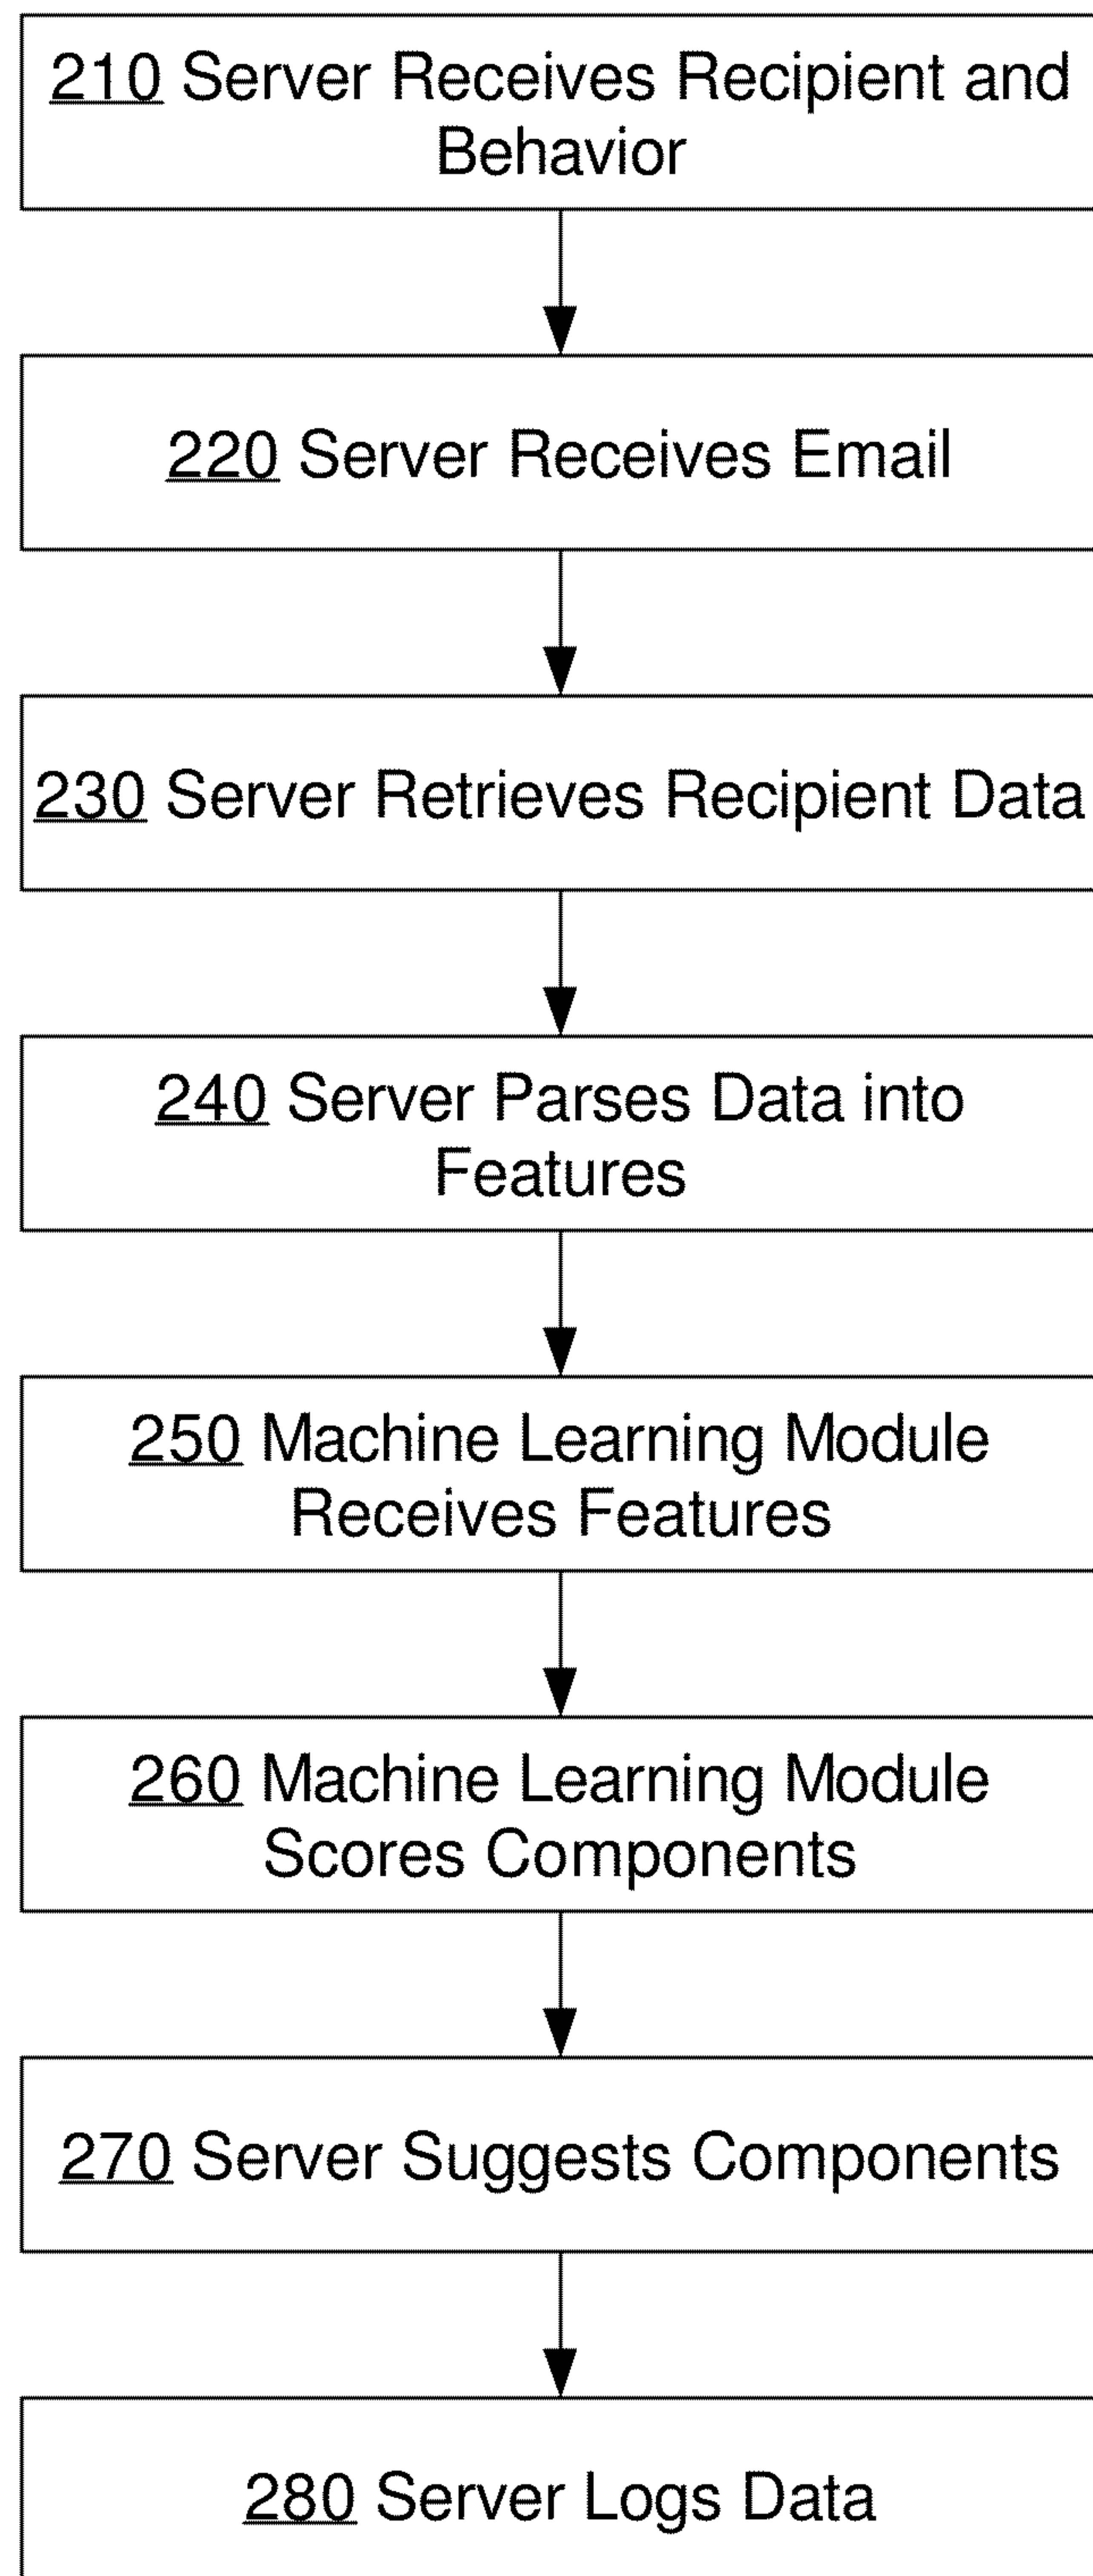 210 Server Receives Recipient and
Behavior
220 Server Receives Email
230 Server Retrieves Recipient Data
240 Server Parses Data into
Features
250 Machine Learning Module
Receives Features
260 Machine Learning Module
Scores Components
270 Server Suggests Components
280 Server Logs Data